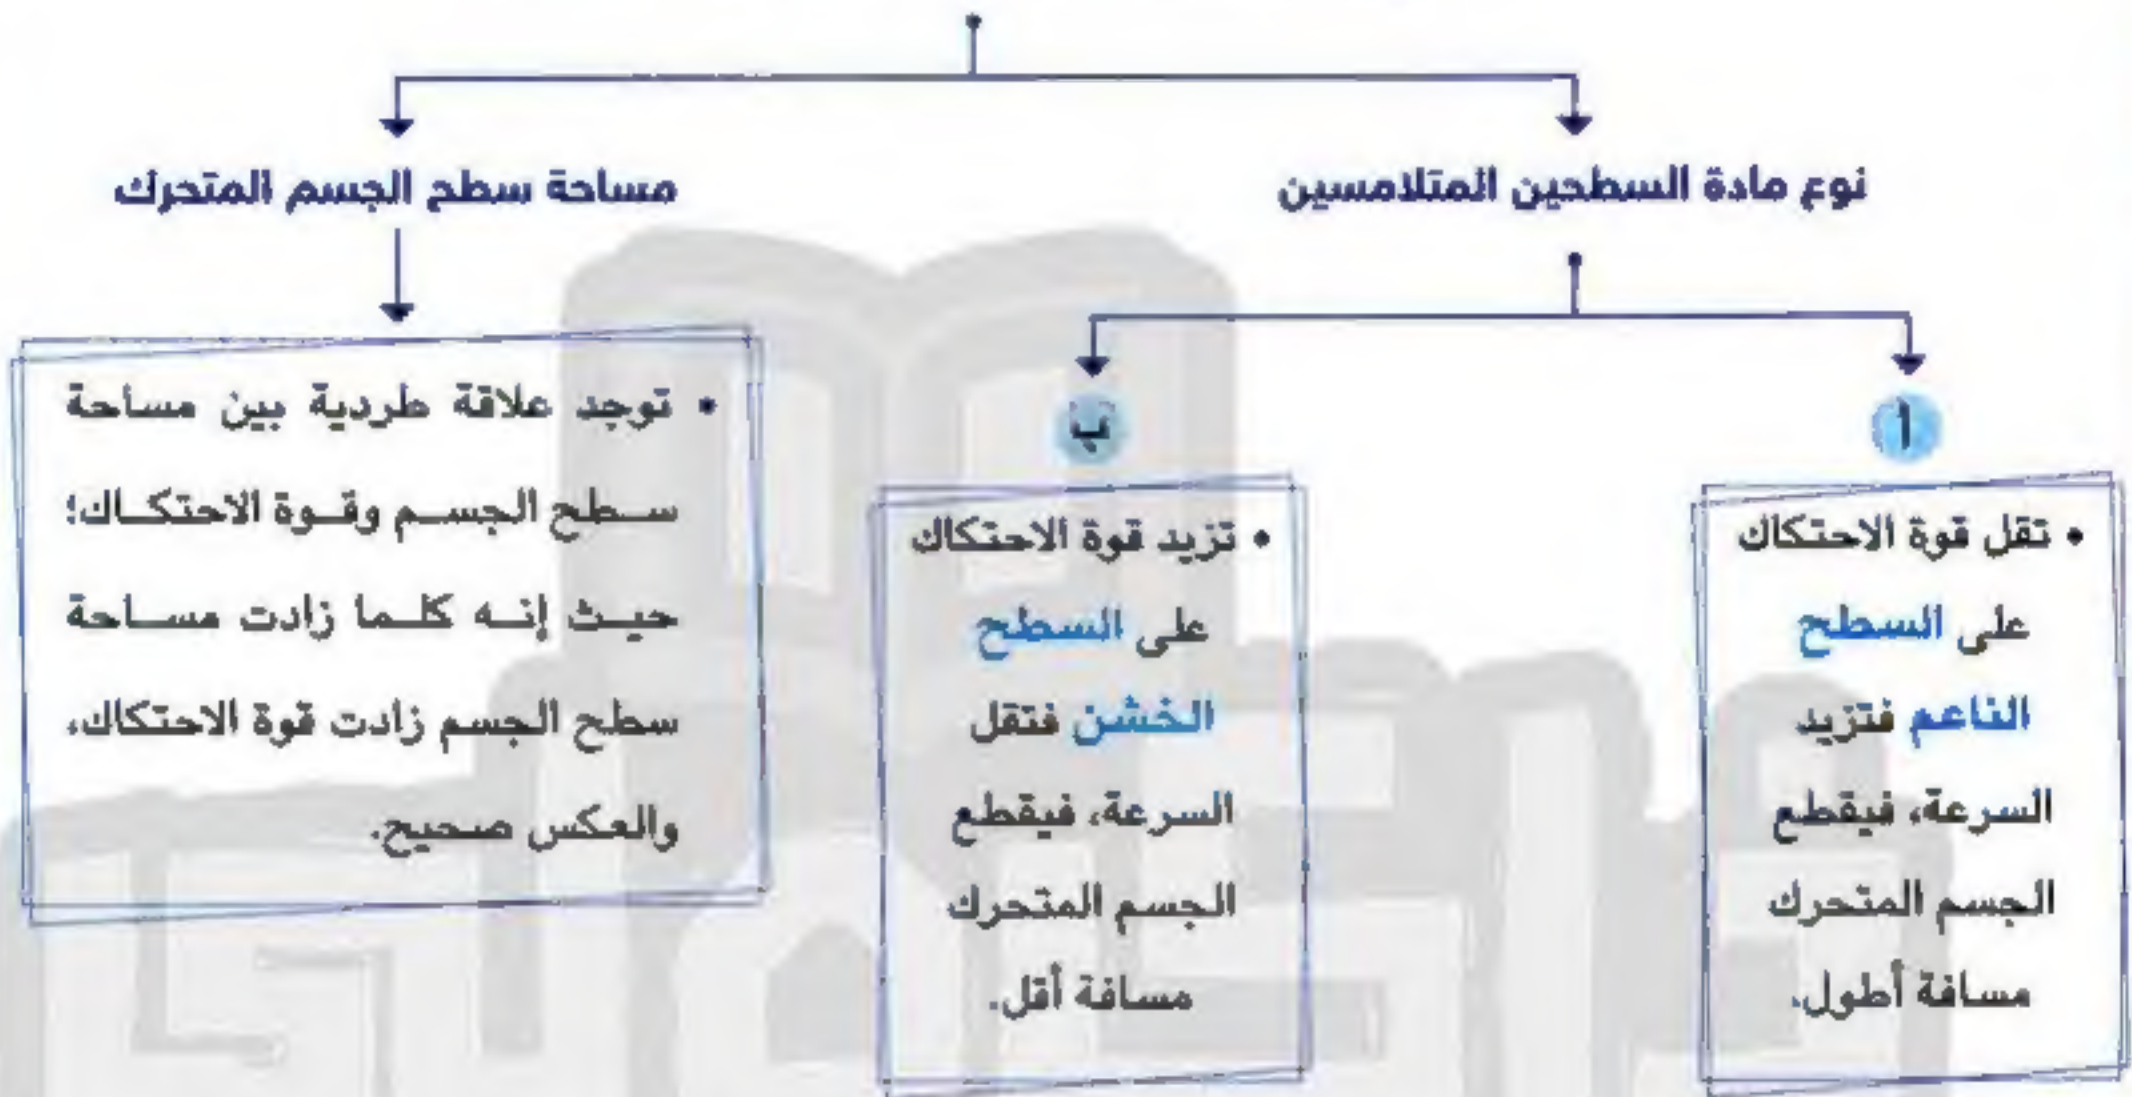 نوع مادة السطحين المتلامسين
مساحة سطح الجسم المتحرك
أ
• تقل قوة الاحتكاك
على السطح
الناعم فتزيد
السرعة، فيقطع
الجسم المتحرك
مسافة أطول.
ب
• تزيد قوة الاحتكاك
على السطح
الخشن فتقل
السرعة، فيقطع
الجسم المتحرك
مسافة أقل.
• توجد علاقة طردية بين مساحة
سطح الجسم وقوة الاحتكاك؛
حيث إنه كلما زادت مساحة
سطح الجسم زادت قوة الاحتكاك،
والعكس صحيح.